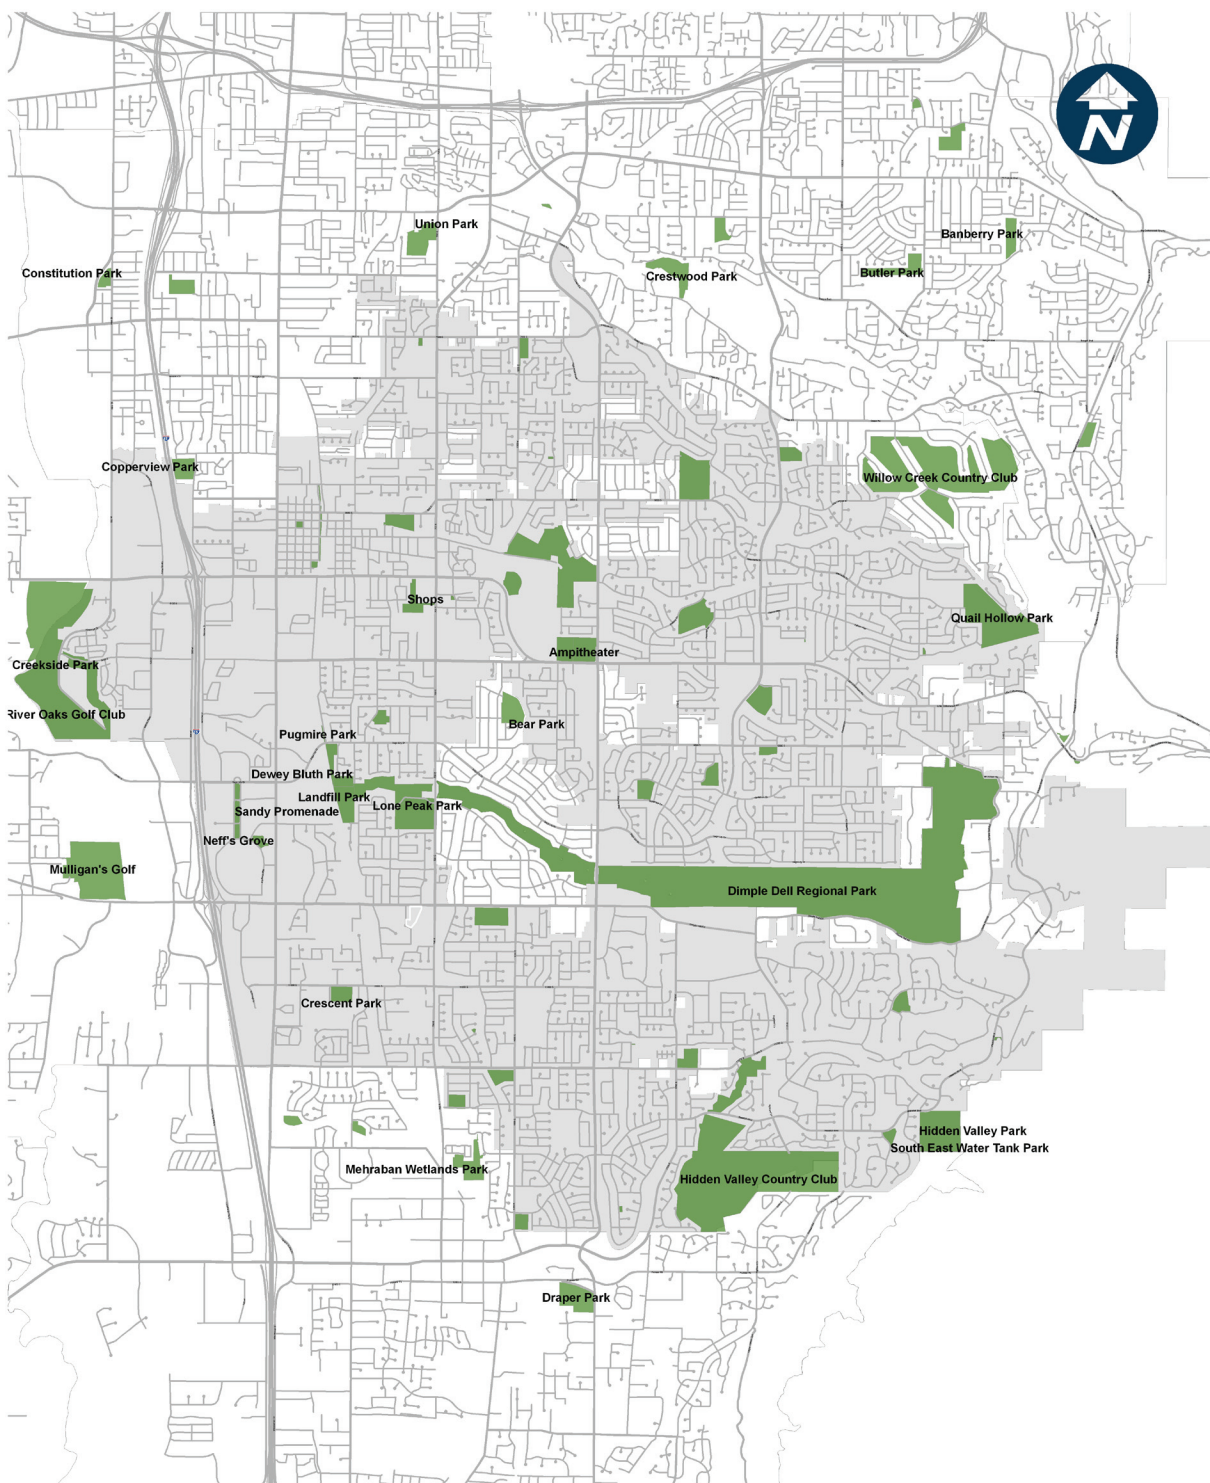 N
Union Park
Banberry Park
Constitution Park
Crestwood Park
Butler Park
Copperview Park
Willow Creek Country Club
Shops
Quail Hollow Park
Ampitheater
Creekside Park
River Oaks Golf Club
Bear Park
Pugmire Park
Dewey Bluth Park
Landfill Park
Lone Peak Park
Sandy Promenade
Neff's Grove
Mulligan's Golf
Dimple Dell Regional Park
Crescent Park
Hidden Valley Park
South East Water Tank Park
Mehraban Wetlands Park
Hidden Valley Country Club
Draper Park